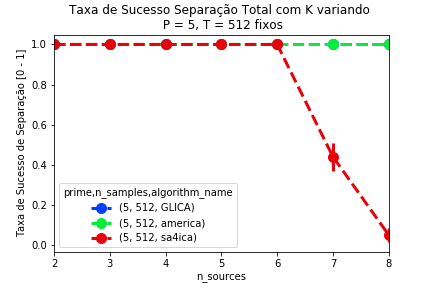 Taxa de Sucesso Separação Total com K variando
P = 5, T = 512 fixos
Taxa de Sucesso de Separação [0 - 1]
1.0
0.8
0.6
0.4
0.2
0.0
prime,n_samples,algorithm_name
(5, 512, GLICA)
(5, 512, america)
(5, 512, sa4ica)
2 3 4 5 6 7 8
n_sources